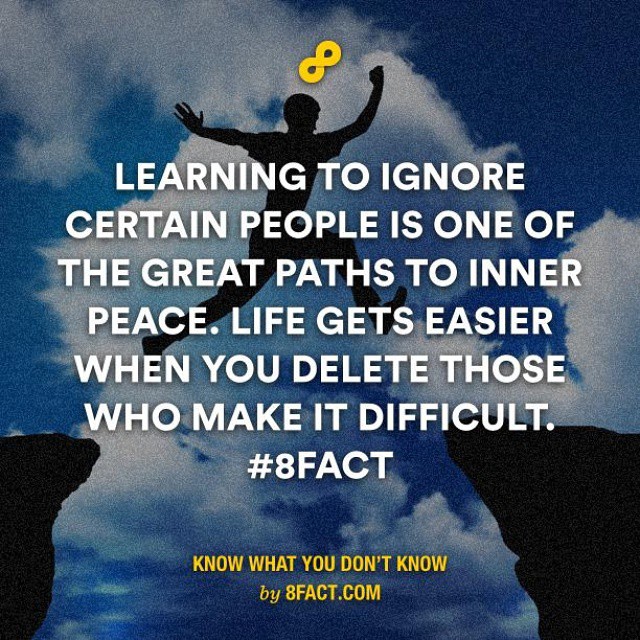 LEARNING TO IGNORE
CERTAIN PEOPLE IS ONE OF
THE GREAT PATHS TO INNER
PEACE. LIFE GETS EASIER
WHEN YOU DELETE THOSE
WHO MAKE IT DIFFICULT.
#8FACT
KNOW WHAT YOU DON'T KNOW
by 8FACT.COM